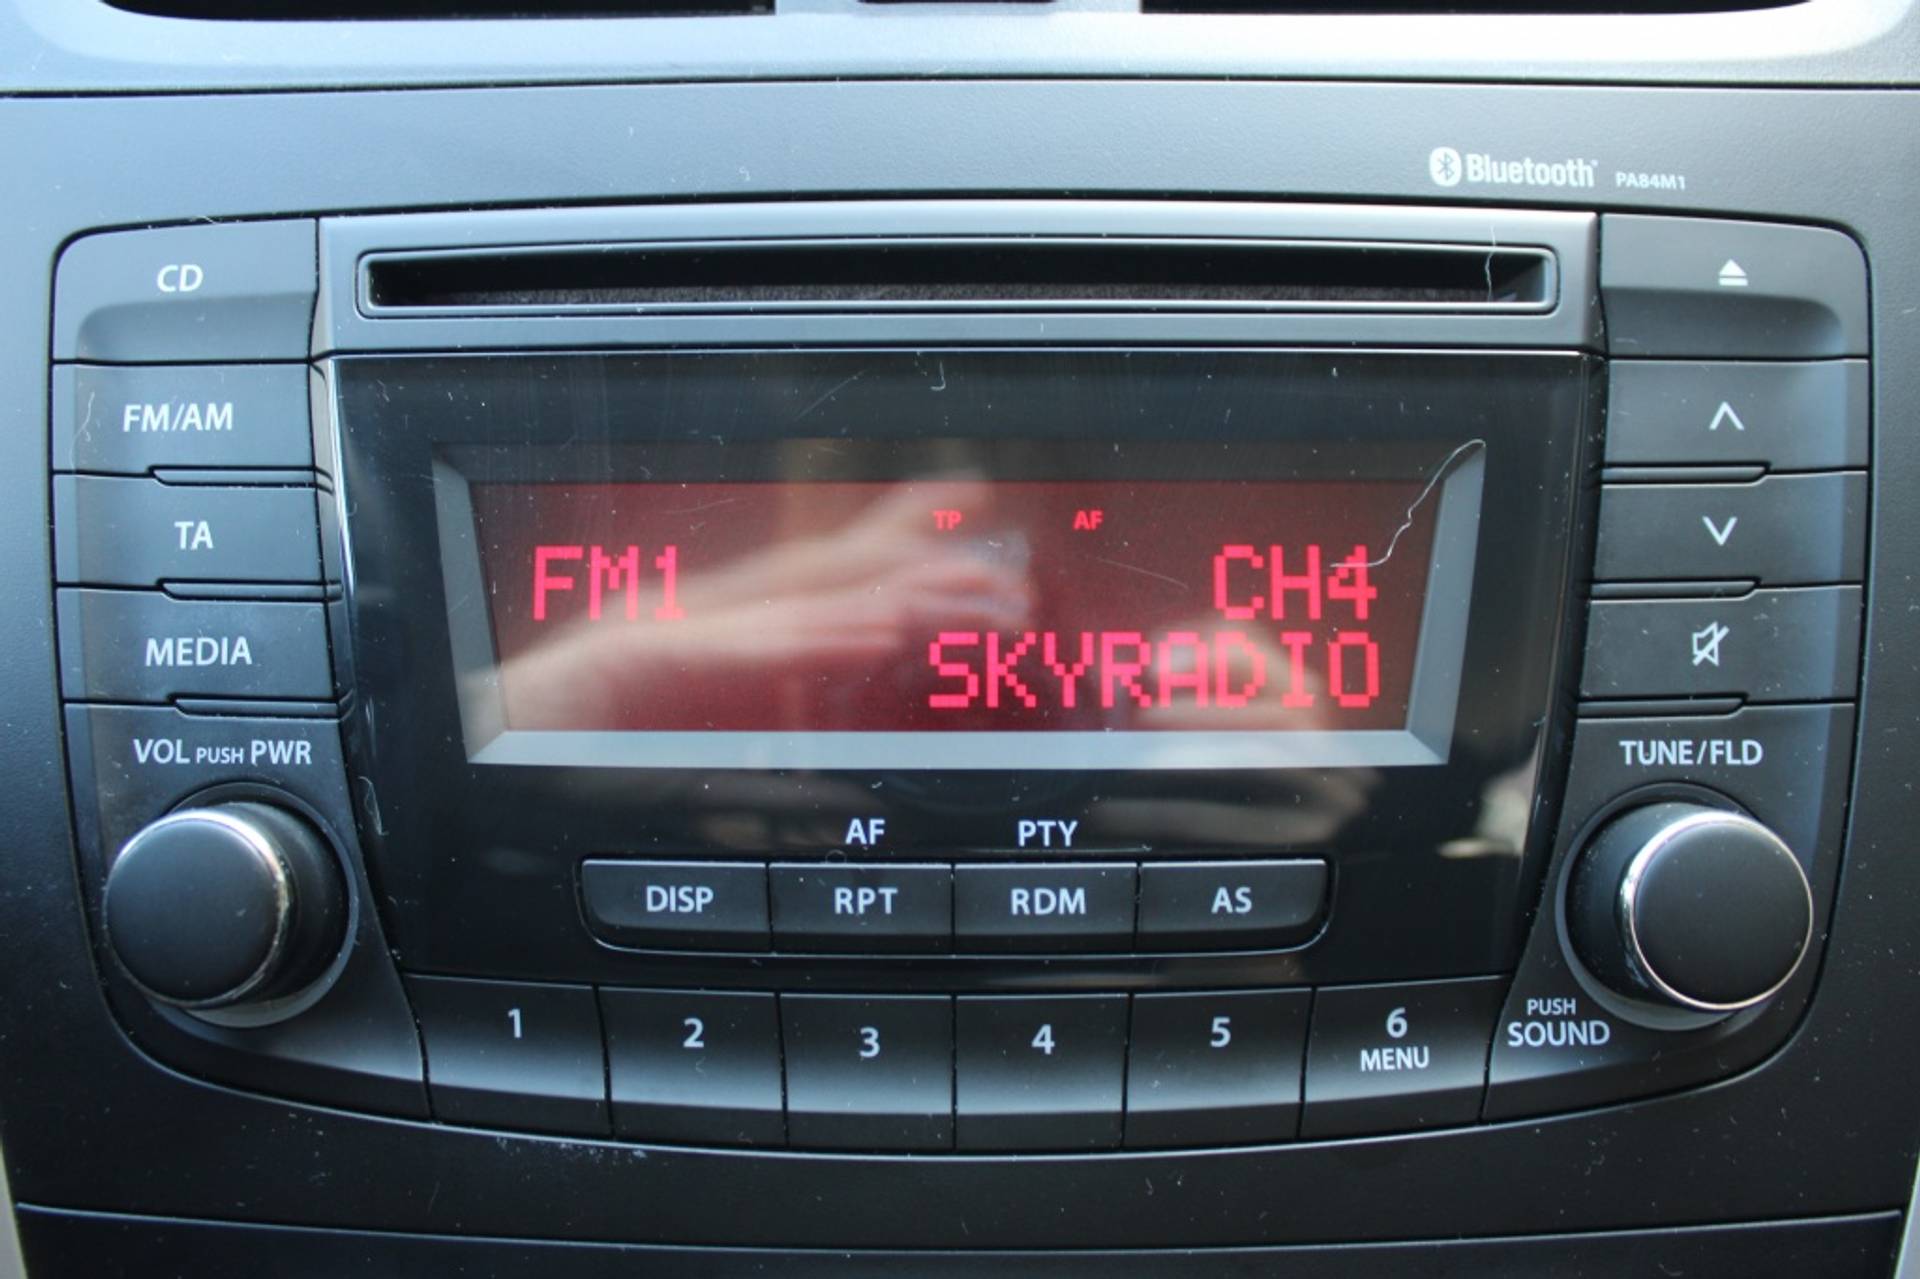 Bluetooth PA84M1
CD
FM/AM
TA
MEDIA
VOL PUSH PWR
TP AF
FM1 CH4
SKYRADIO
TUNE/FLD
AF PTY
DISP RPT RDM AS
1 2 3 4 5 6
MENU
PUSH
SOUND